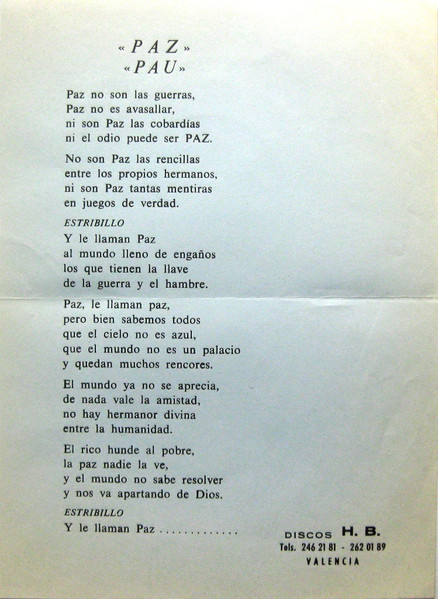 « PAZ »
« PAU »
Paz no son las guerras,
Paz no es avasallar,
ni son Paz las cobardías
ni el odio puede ser PAZ.
No son Paz las rencillas
entre los propios hermanos,
ni son Paz tantas mentiras
en juegos de verdad.
ESTRIBILLO
Y le llaman Paz
al mundo lleno de engaños
los que tienen la llave
de la guerra y el hambre.
Paz, le llaman paz,
pero bien sabemos todos
que el cielo no es azul,
que el mundo no es un palacio
y quedan muchos rencores.
El mundo ya no se aprecia,
de nada vale la amistad,
no hay hermanor divina
entre la humanidad.
El rico hunde al pobre,
la paz nadie la ve,
y el mundo no sabe resolver
y nos va apartando de Dios.
ESTRIBILLO
Y le llaman Paz .............
DISCOS H. B.
Tels. 246 21 81 - 262 01 89
VALENCIA